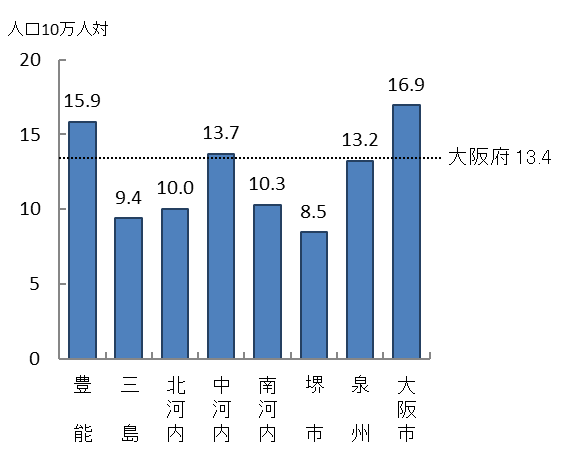 人口10万人対
20
15
10
5
0
15.9
9.4
10.0
13.7
10.3
8.5
13.2
16.9
大阪府 13.4
豊能
三島
北河内
中河内
南河内
堺市
泉州
大阪市